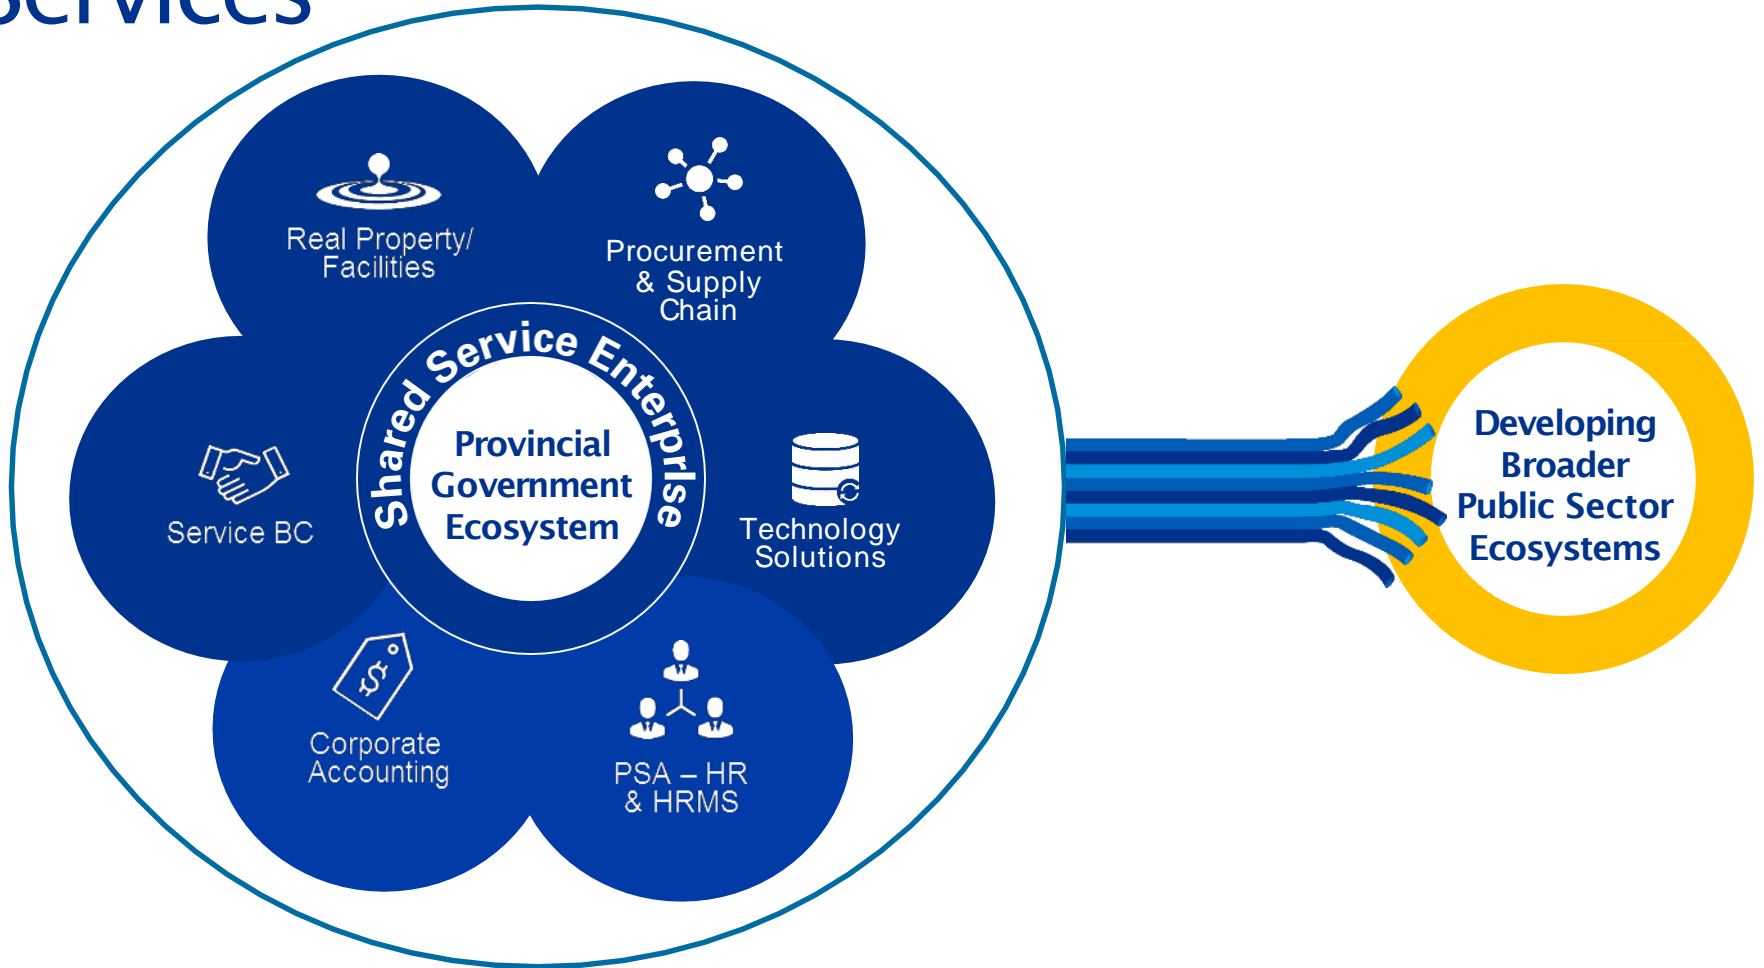 Services
Real Property/
Facilities
Procurement
& Supply
Chain
Shared Service Enterprise
Provincial
Government
Ecosystem
Service BC
Technology
Solutions
Corporate
Accounting
PSA – HR
& HRMS
Developing
Broader
Public Sector
Ecosystems